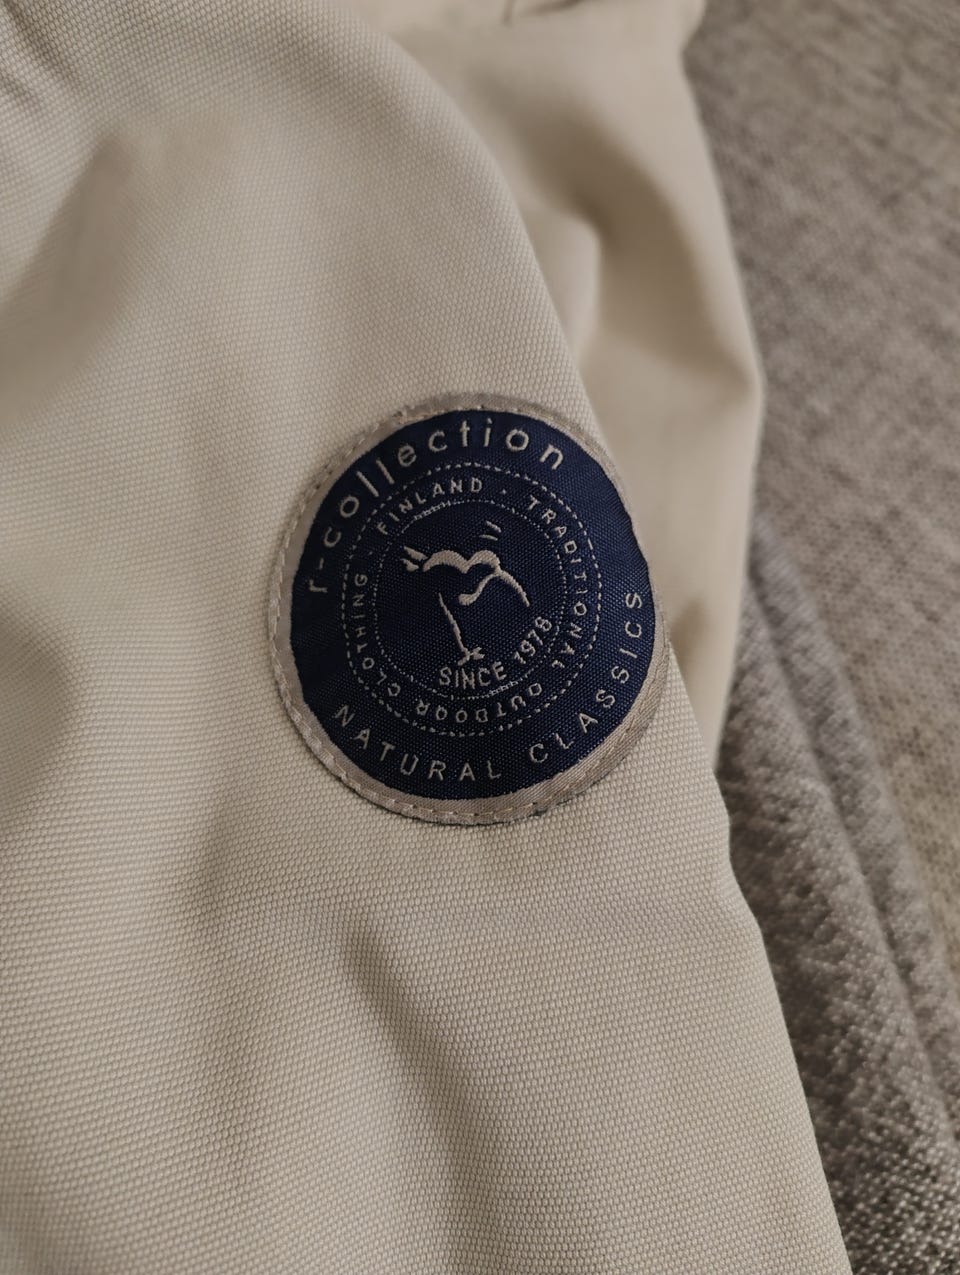 r-collection
FINLAND · TRADITIONAL OUTDOOR CLOTHING ·
SINCE 1978
NATURAL CLASSICS